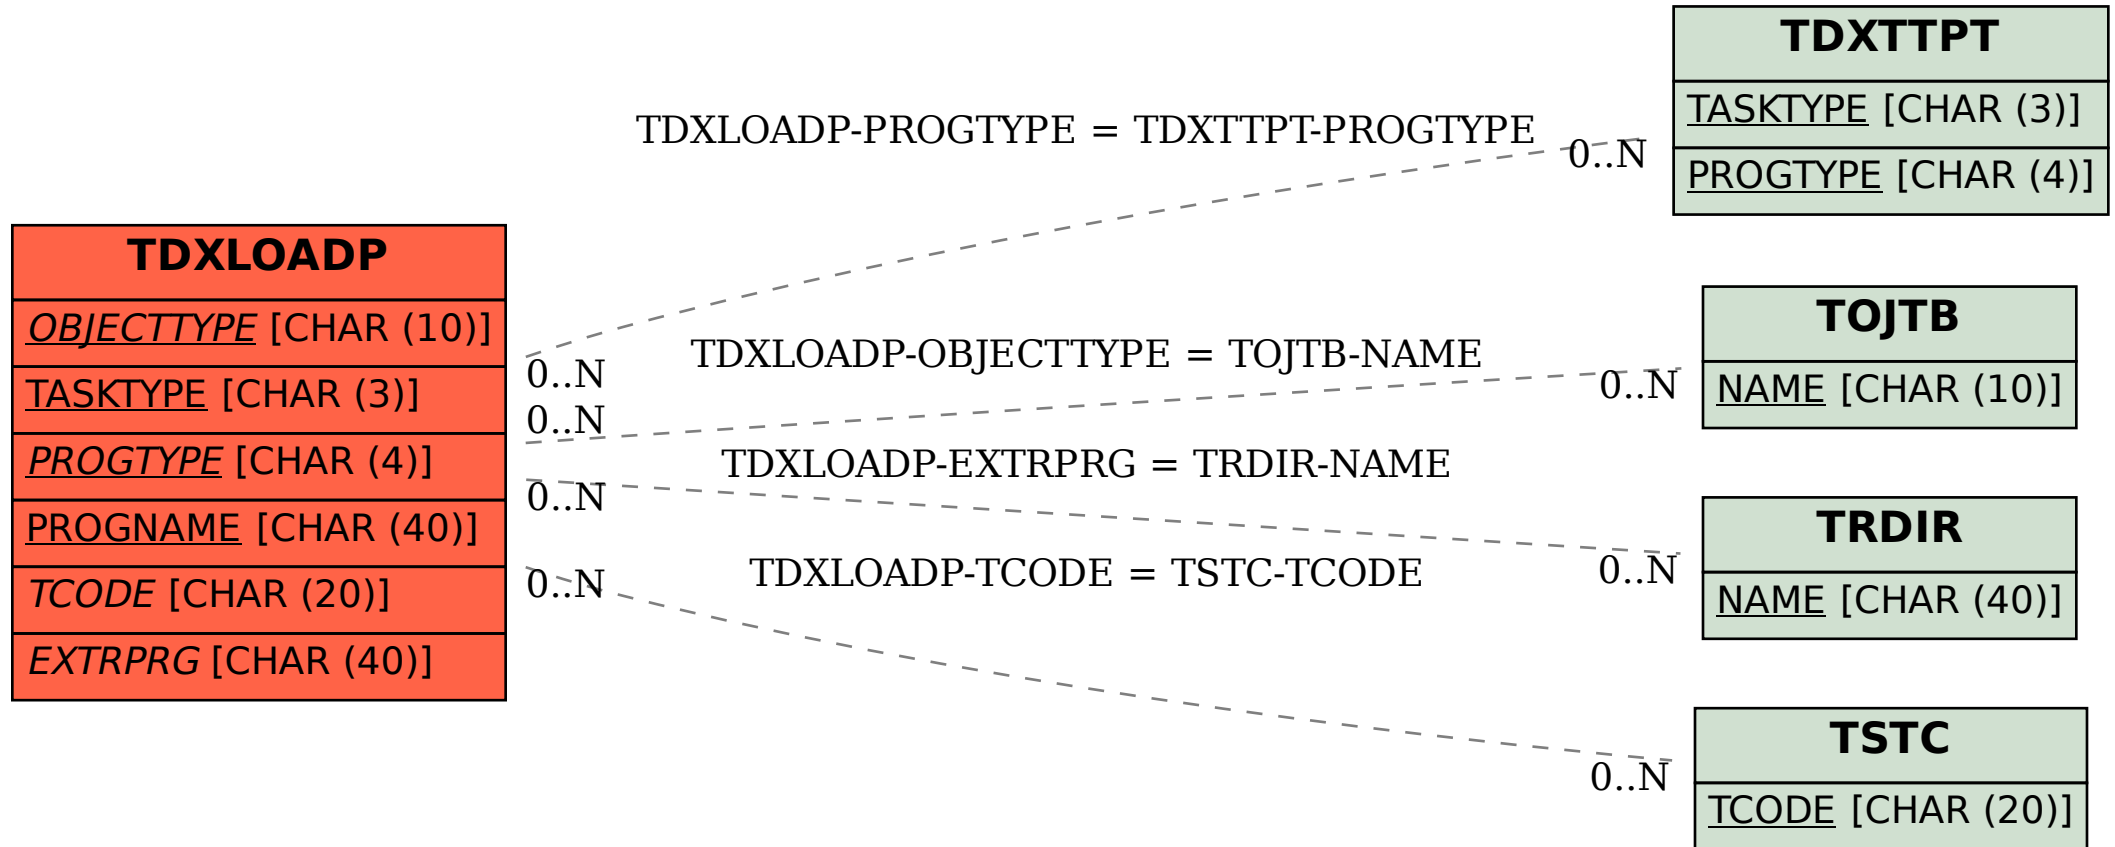 TDXLOADP
OBJECTTYPE [CHAR (10)]
TASKTYPE [CHAR (3)]
PROGTYPE [CHAR (4)]
PROGNAME [CHAR (40)]
TCODE [CHAR (20)]
EXTRPRG [CHAR (40)]
TDXLOADP-PROGTYPE = TDXTTPT-PROGTYPE
0..N
0..N
TDXLOADP-OBJECTTYPE = TOJTB-NAME
0..N
0..N
TDXLOADP-EXTRPRG = TRDIR-NAME
0..N
0..N
TDXLOADP-TCODE = TSTC-TCODE
0..N
0..N
TDXTTPT
TASKTYPE [CHAR (3)]
PROGTYPE [CHAR (4)]
TOJTB
NAME [CHAR (10)]
TRDIR
NAME [CHAR (40)]
TSTC
TCODE [CHAR (20)]